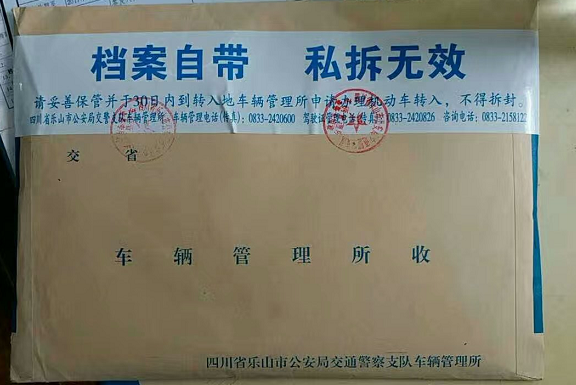 档案自带 私拆无效
请妥善保管并于30日内到转入地车辆管理所申请办理机动车转入，不得拆封。
四川省乐山市公安局交警支队车辆管理所 车辆管理电话(传真):0833-2420600 驾驶证管理电话(传真):0833-2420826 咨询电话:0833-2158122
交 省
车辆管理所收
四川省乐山市公安局交通警察支队车辆管理所